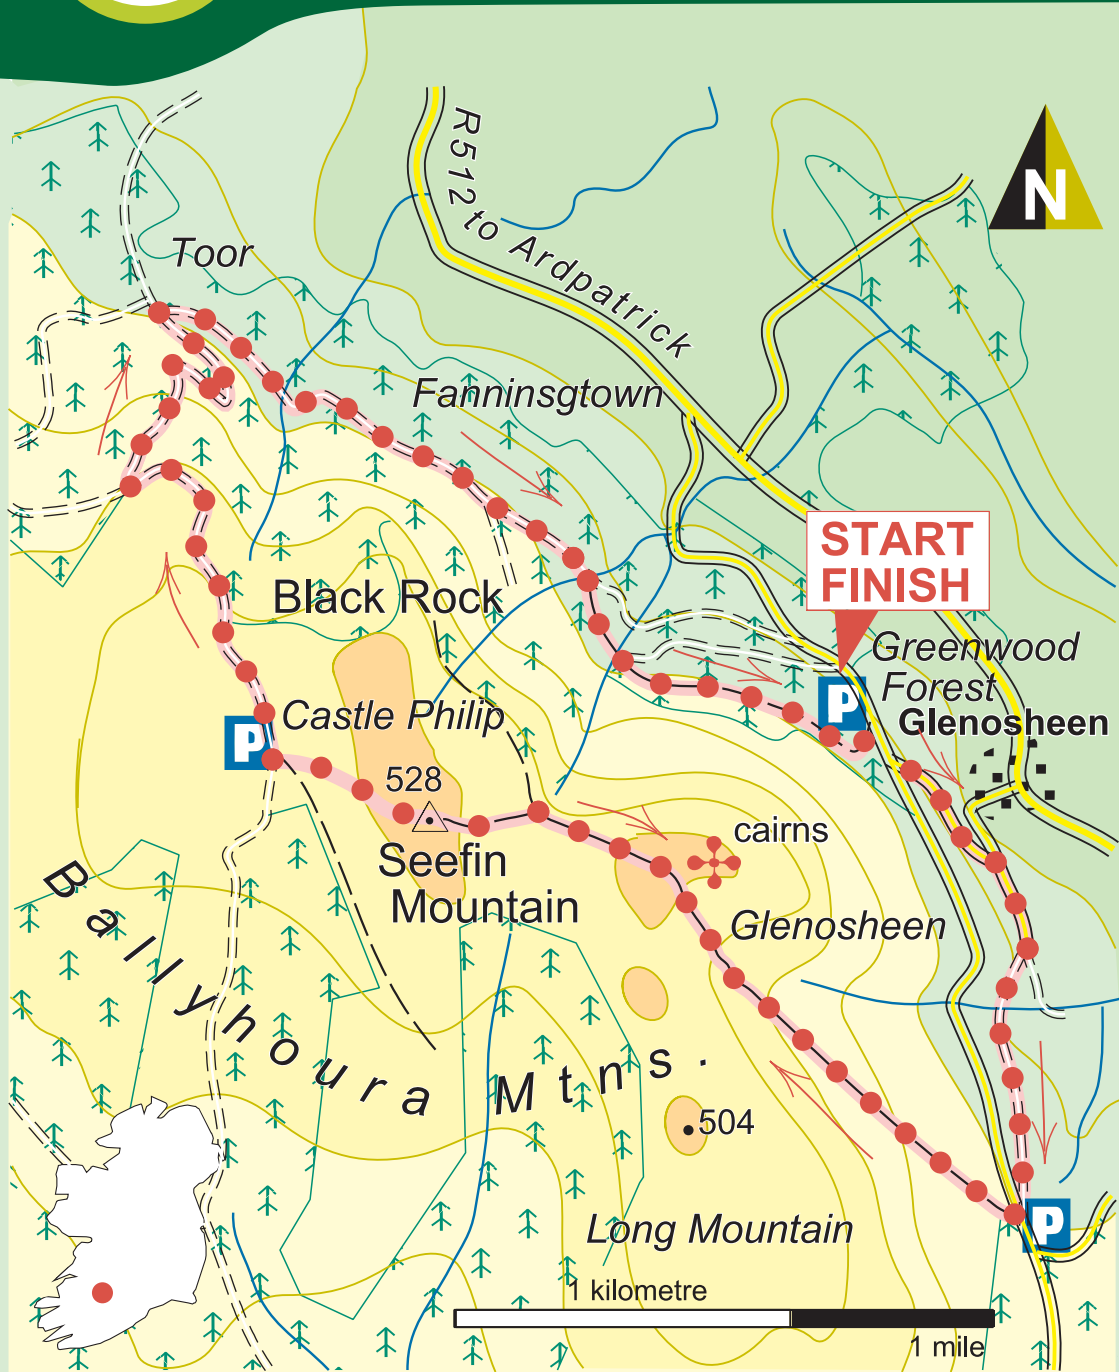 R512 to Ardpatrick
N
Toor
Fanninsgtown
START
FINISH
Black Rock
Greenwood
Forest
P
Glenosheen
Castle Philip
P
528
cairns
Seefin
Mountain
Glenosheen
Ballyhoura Mtns.
504
P
Long Mountain
1 kilometre
1 mile